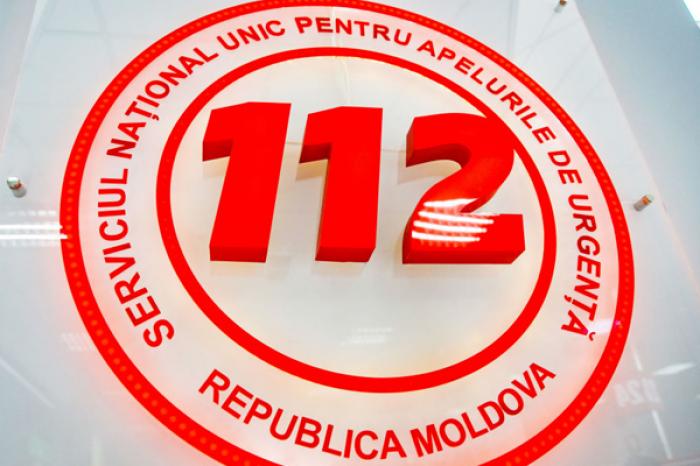 SERVICIUL NAȚIONAL UNIC PENTRU APELURILE DE URGENȚĂ
112
REPUBLICA MOLDOVA